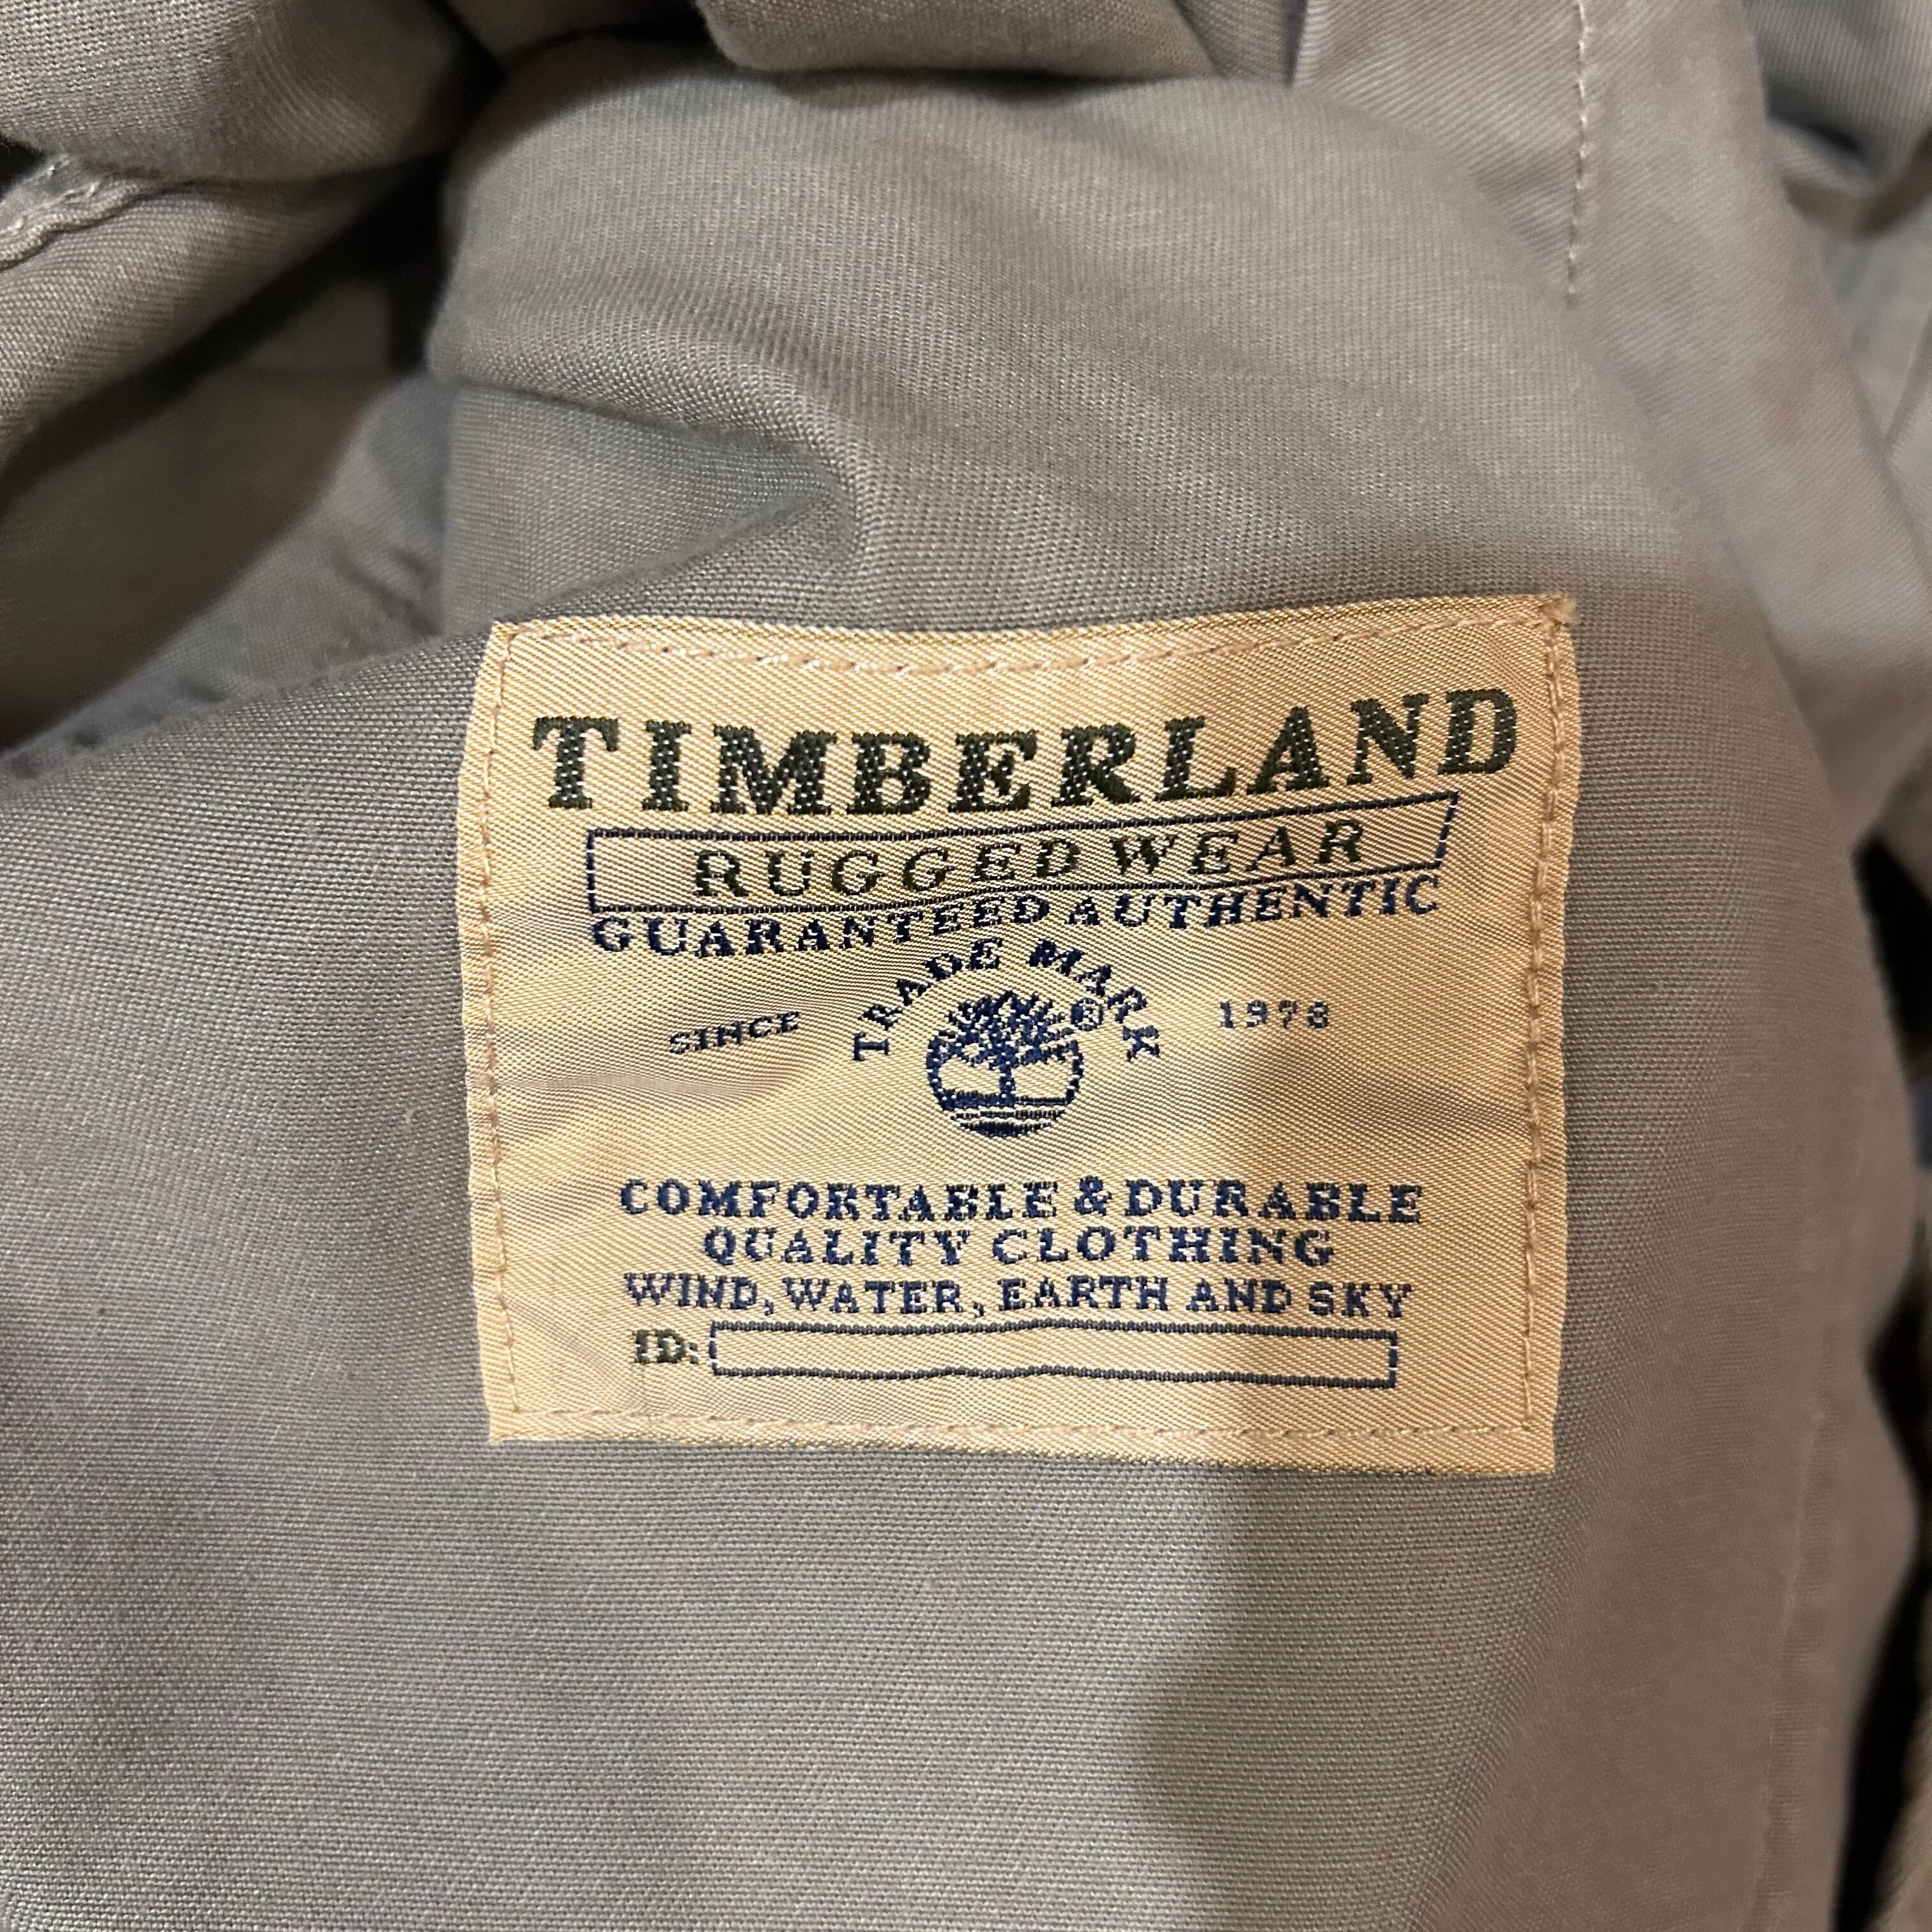 TIMBERLAND
RUGGED WEAR
GUARANTEED AUTHENTIC
TRADE MARK
SINCE ® 1978
COMFORTABLE & DURABLE
QUALITY CLOTHING
WIND, WATER, EARTH AND SKY
ID: